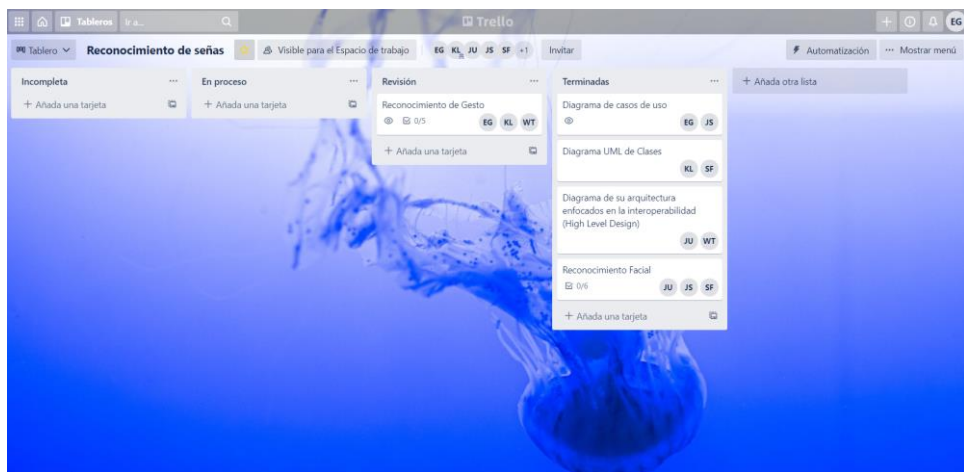 Tableros Ir a... Trello EG
Tablero Reconocimiento de señas Visible para el Espacio de trabajo EG KL JU JS SF +1 Invitar Automatización ... Mostrar menú
Incompleta ...
+ Añada una tarjeta
En proceso ...
+ Añada una tarjeta
Revisión ...
Reconocimiento de Gesto
0/5 EG KL WT
+ Añada una tarjeta
Terminadas ...
Diagrama de casos de uso
EG JS
Diagrama UML de Clases
KL SF
Diagrama de su arquitectura
enfocados en la interoperabilidad
(High Level Design)
JU WT
Reconocimiento Facial
0/6 JU JS SF
+ Añada una tarjeta
+ Añada otra lista